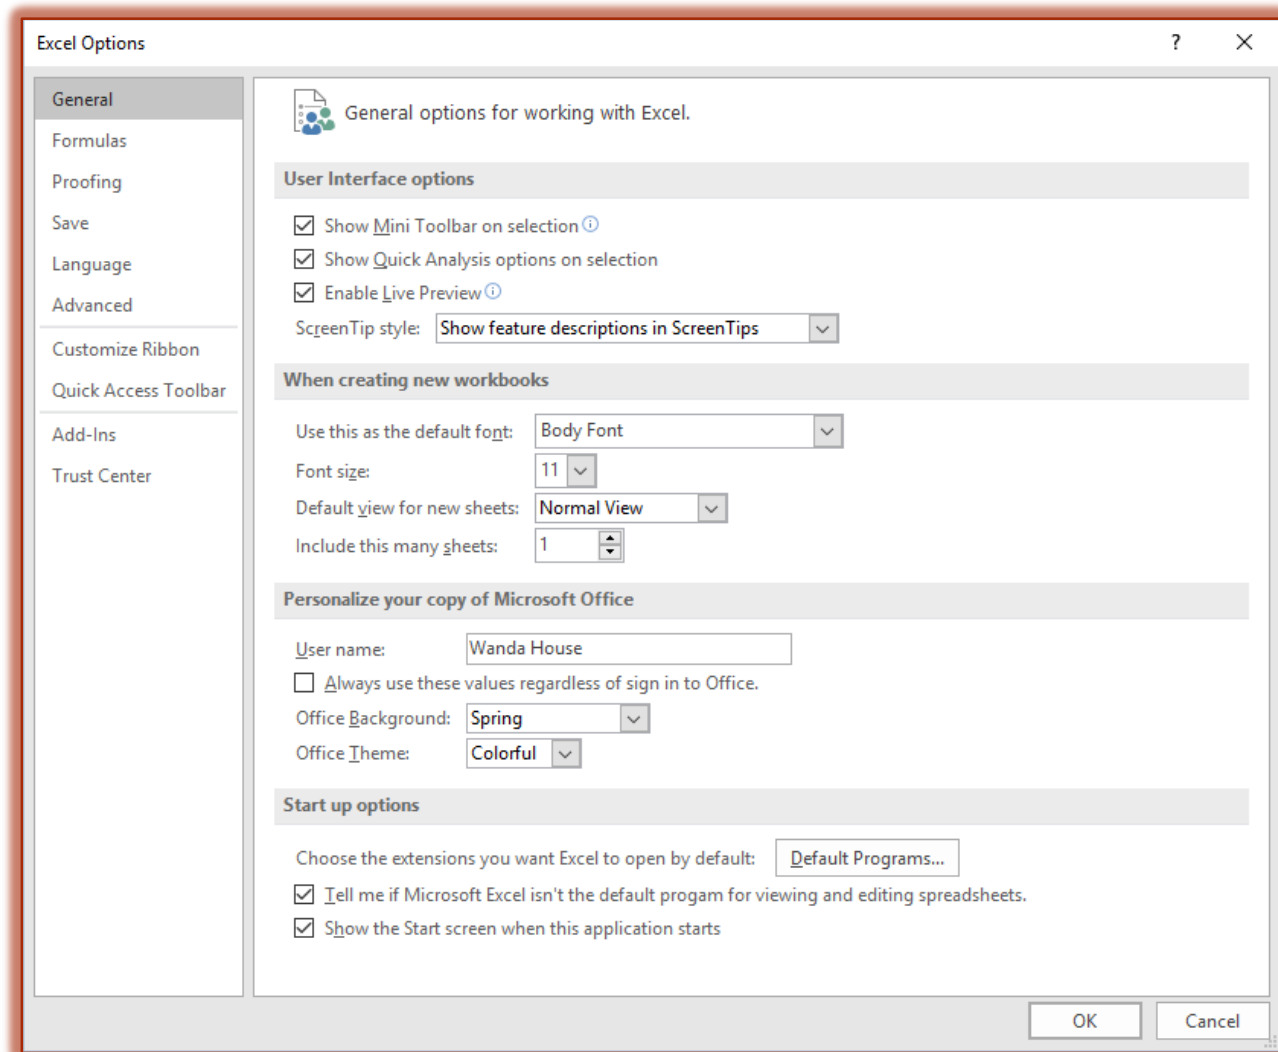 Excel Options ?
General
Formulas
Proofing
Save
Language
Advanced
Customize Ribbon
Quick Access Toolbar
Add-Ins
Trust Center
General options for working with Excel.
User Interface options
Show Mini Toolbar on selection
Show Quick Analysis options on selection
Enable Live Preview
ScreenTip style: Show feature descriptions in ScreenTips
When creating new workbooks
Use this as the default font: Body Font
Font size: 11
Default view for new sheets: Normal View
Include this many sheets: 1
Personalize your copy of Microsoft Office
User name: Wanda House
Always use these values regardless of sign in to Office.
Office Background: Spring
Office Theme: Colorful
Start up options
Choose the extensions you want Excel to open by default: Default Programs...
Tell me if Microsoft Excel isn't the default progam for viewing and editing spreadsheets.
Show the Start screen when this application starts
OK Cancel